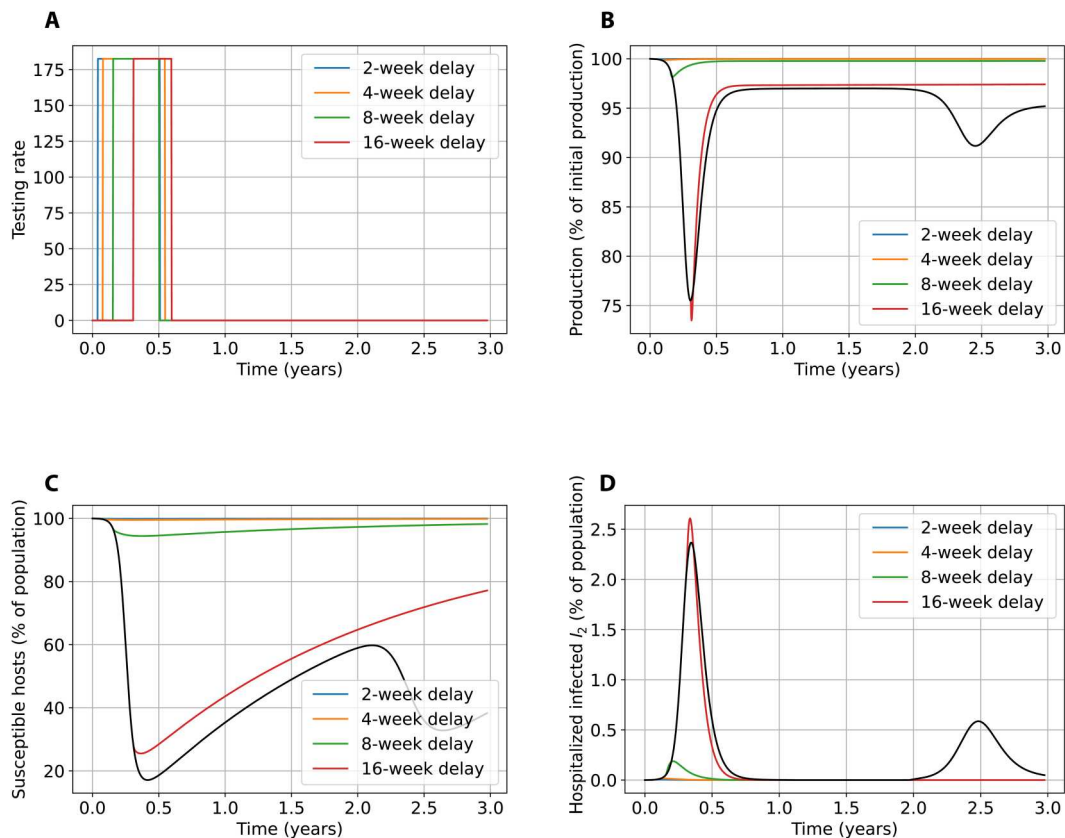 A
175
150
125
100
75
50
25
0
Testing rate
2-week delay
4-week delay
8-week delay
16-week delay
0.0 0.5 1.0 1.5 2.0 2.5 3.0
Time (years)
B
100
95
90
85
80
75
Production (% of initial production)
2-week delay
4-week delay
8-week delay
16-week delay
0.0 0.5 1.0 1.5 2.0 2.5 3.0
Time (years)
C
100
80
60
40
20
Susceptible hosts (% of population)
2-week delay
4-week delay
8-week delay
16-week delay
0.0 0.5 1.0 1.5 2.0 2.5 3.0
Time (years)
D
2.5
2.0
1.5
1.0
0.5
0.0
Hospitalized infected I₂ (% of population)
2-week delay
4-week delay
8-week delay
16-week delay
0.0 0.5 1.0 1.5 2.0 2.5 3.0
Time (years)